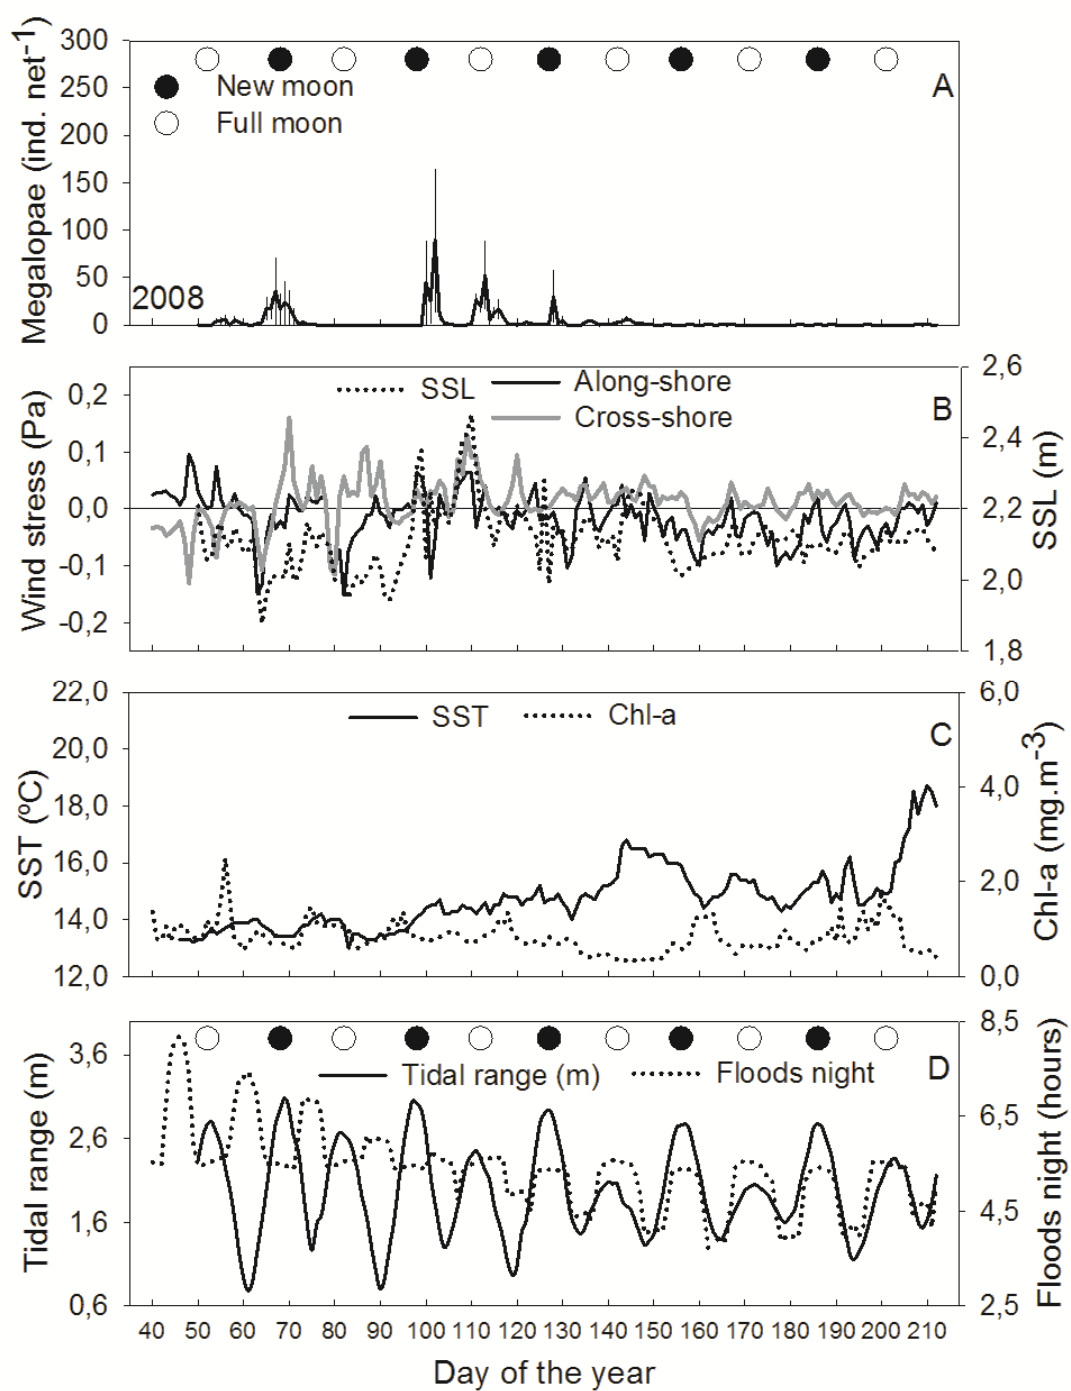 Megalopae (ind. net-1)
300
250
200
150
100
50
0
New moon
Full moon
A
2008
Wind stress (Pa)
0,2
0,1
0,0
-0,1
-0,2
SSL
Along-shore
Cross-shore
B
2,6
2,4
2,2
2,0
1,8
SSL (m)
SST (ºC)
22,0
20,0
18,0
16,0
14,0
12,0
SST
Chl-a
C
6,0
4,0
2,0
0,0
Chl-a (mg.m-3)
Tidal range (m)
3,6
2,6
1,6
0,6
Tidal range (m)
Floods night
D
8,5
6,5
4,5
2,5
Floods night (hours)
40 50 60 70 80 90 100 110 120 130 140 150 160 170 180 190 200 210
Day of the year